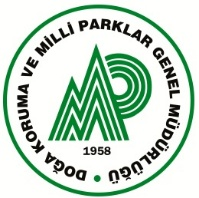 DOĞA KORUMA VE MİLLİ PARKLAR GENEL MÜDÜRLÜĞÜ
1958